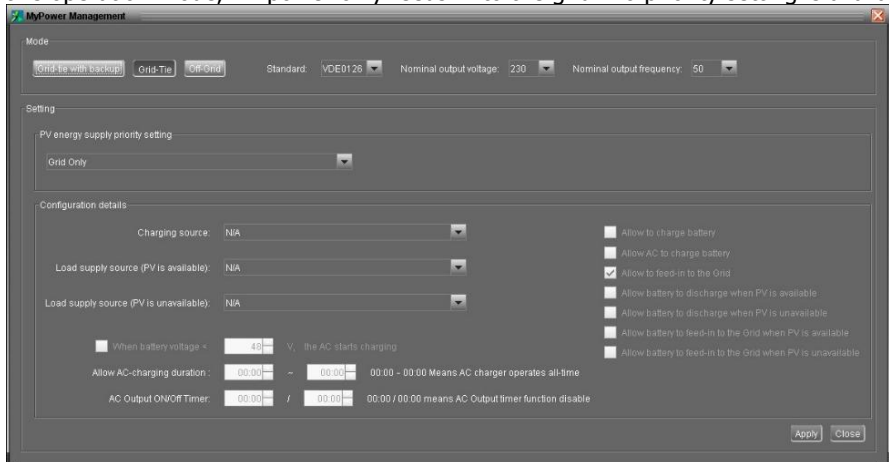 MyPower Management
Mode
Grid-tie with backup Grid-Tie Off-Grid Standard: VDE0126 Nominal output voltage: 230 Nominal output frequency: 50
Setting
PV energy supply priority setting
Grid Only
Configuration details
Charging source: N/A
Load supply source (PV is available): N/A
Load supply source (PV is unavailable): N/A
Allow to charge battery
Allow AC to charge battery
Allow to feed-in to the Grid
Allow battery to discharge when PV is available
Allow battery to discharge when PV is unavailable
Allow battery to feed-in to the Grid when PV is available
Allow battery to feed-in to the Grid when PV is unavailable
When battery voltage < 48 V, the AC starts charging
Allow AC-charging duration : 00:00 – 00:00 00:00 – 00:00 Means AC charger operates all-time
AC Output ON/Off Timer: 00:00 / 00:00 00:00 / 00:00 means AC Output timer function disable
Apply Close